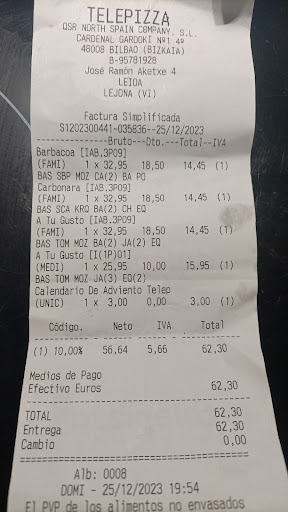 TELEPIZZA
QSR NORTH SPAIN COMPANY, S.L.
CARDENAL GARDOKI Nº1 4º
48008 BILBAO (BIZKAIA)
B-95781928
José Ramón Aketxe 4
LEIOA
LEJONA (VI)
Factura Simplificada
S1202300441-035836--25/12/2023
----------Bruto---Dto.---Total--IVA
Barbacoa [IAB.3P09]
(FAMI) 1 x 32,95 18,50 14,45 (1)
BAS SBP MOZ CA(2) BA PO
Carbonara [IAB.3P09]
(FAMI) 1 x 32,95 18,50 14,45 (1)
BAS SCA KRQ BA(2) CH EQ
A Tu Gusto [IAB.3P09]
(FAMI) 1 x 32,95 18,50 14,45 (1)
BAS TOM MOZ BA(2) JA(2) EQ
A Tu Gusto [I(1P)01]
(MEDI) 1 x 25,95 10,00 15,95 (1)
BAS TOM MOZ JA(3) EQ(2)
Calendario De Adviento Telep
(UNIC) 1 x 3,00 0,00 3,00 (1)
Código. Neto IVA Total
(1) 10,00% 56,64 5,66 62,30
Medios de Pago
Efectivo Euros 62,30
TOTAL 62,30
Entrega 62,30
Cambio 0,00
Alb: 0008
DOMI - 25/12/2023 19:54
El PVP de los alimentos no envasados